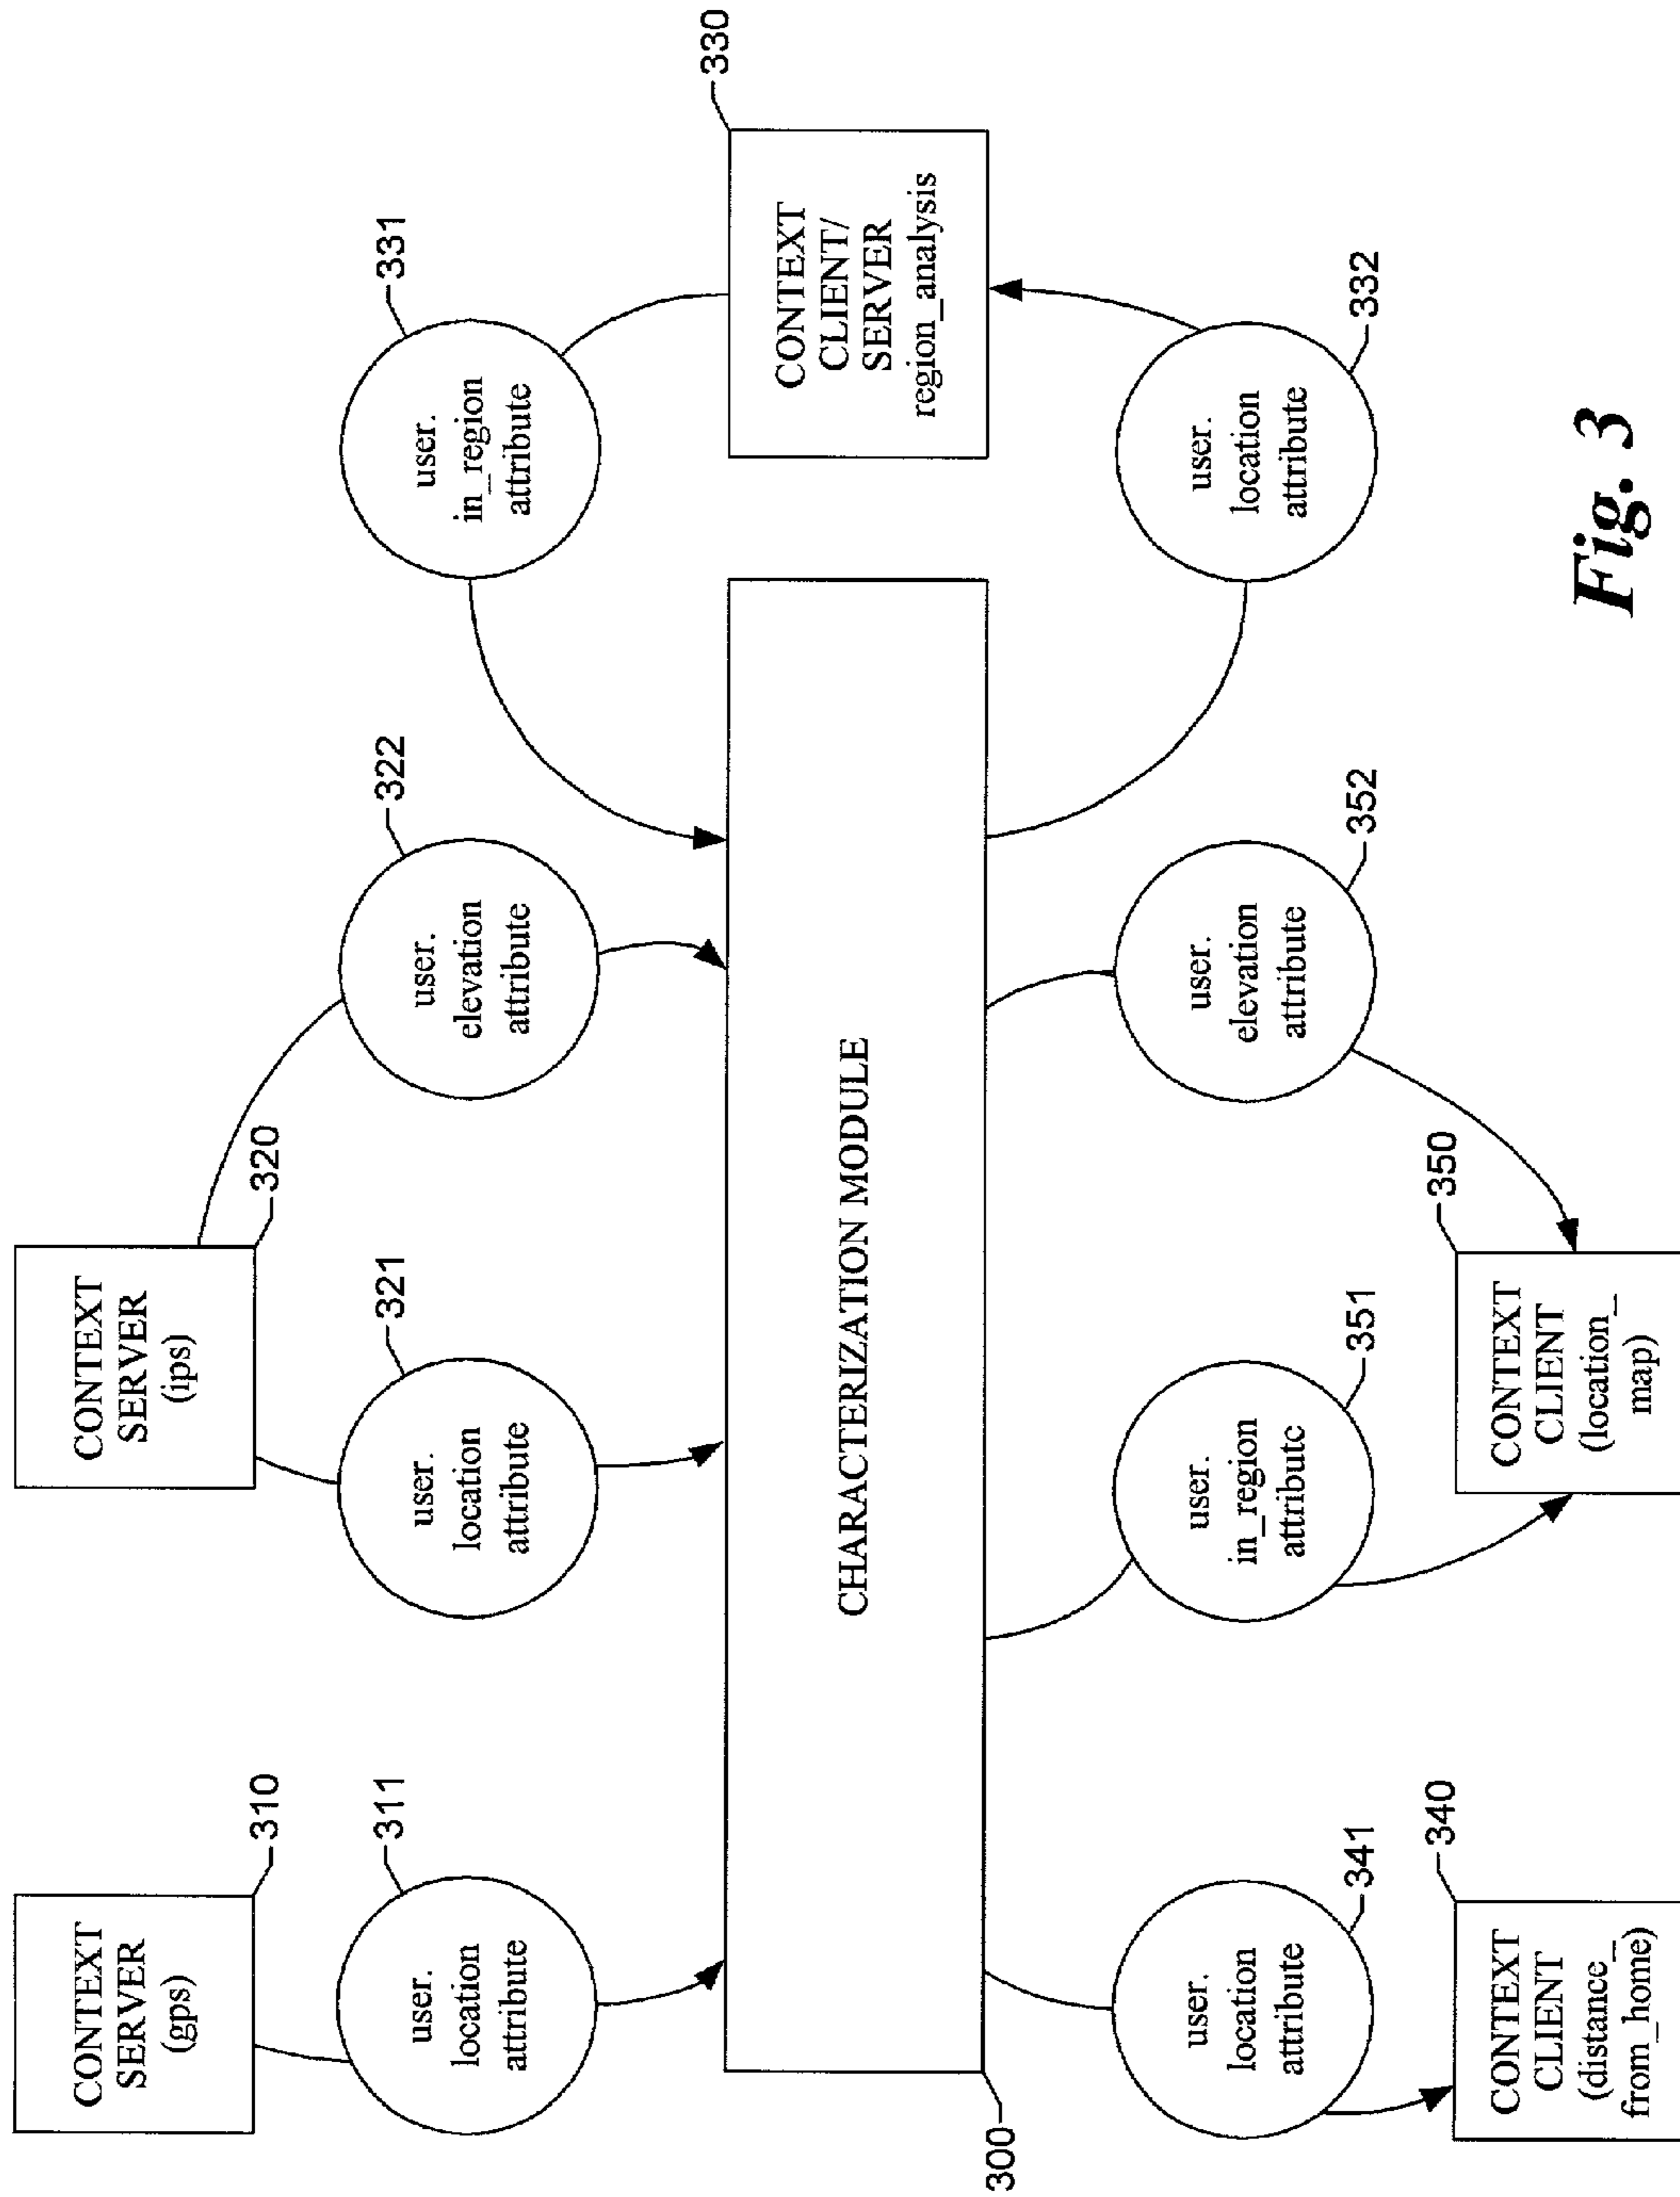 CONTEXT
SERVER
(gps)
310
CONTEXT
SERVER
(ips)
320
311
user.
location
attribute
321
user.
location
attribute
322
user.
elevation
attribute
331
user.
in_region
attribute
330
CONTEXT
CLIENT/
SERVER
region_analysis
CHARACTERIZATION MODULE
300
user.
location
attribute
341
user.
in_region
attribute
351
user.
elevation
attribute
352
user.
location
attribute
332
340
CONTEXT
CLIENT
(distance_
from_home)
350
CONTEXT
CLIENT
(location_
map)
Fig. 3